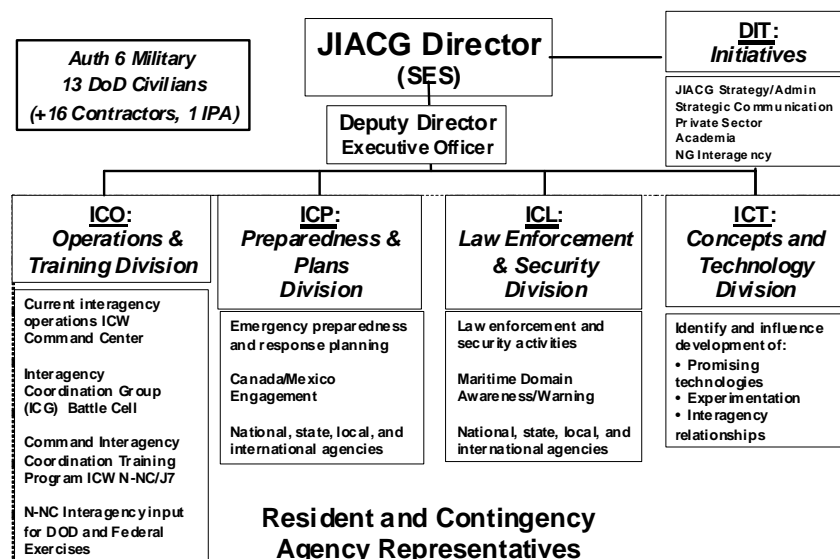 Auth 6 Military
13 DoD Civilians
(+16 Contractors, 1 IPA)
JIACG Director
(SES)
Deputy Director
Executive Officer
DIT:
Initiatives
JIACG Strategy/Admin
Strategic Communication
Private Sector
Academia
NG Interagency
ICO:
Operations &
Training Division
Current interagency
operations ICW
Command Center
Interagency
Coordination Group
(ICG) Battle Cell
Command Interagency
Coordination Training
Program ICW N-NC/J7
N-NC Interagency input
for DOD and Federal
Exercises
ICP:
Preparedness &
Plans
Division
Emergency preparedness
and response planning
Canada/Mexico
Engagement
National, state, local, and
international agencies
ICL:
Law Enforcement
& Security
Division
Law enforcement and
security activities
Maritime Domain
Awareness/Warning
National, state, local, and
international agencies
ICT:
Concepts and
Technology
Division
Identify and influence
development of:
• Promising
technologies
• Experimentation
• Interagency
relationships
Resident and Contingency
Agency Representatives